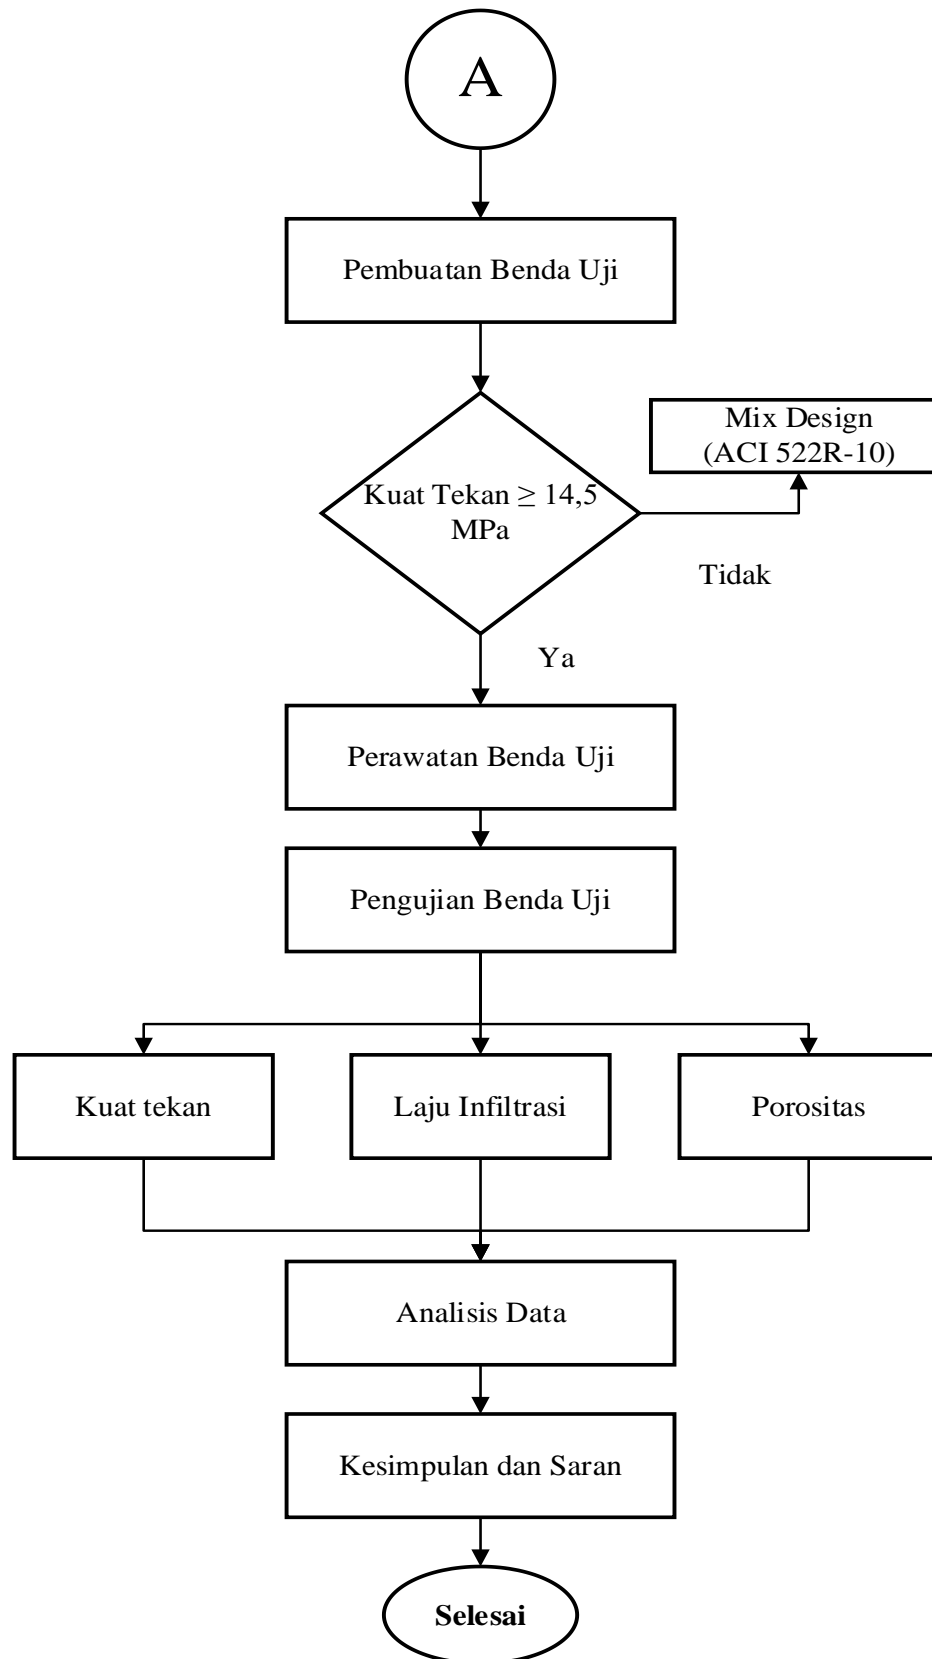 A
Pembuatan Benda Uji
Mix Design
(ACI 522R-10)
Kuat Tekan ≥ 14,5
MPa
Tidak
Ya
Perawatan Benda Uji
Pengujian Benda Uji
Kuat tekan
Laju Infiltrasi
Porositas
Analisis Data
Kesimpulan dan Saran
Selesai